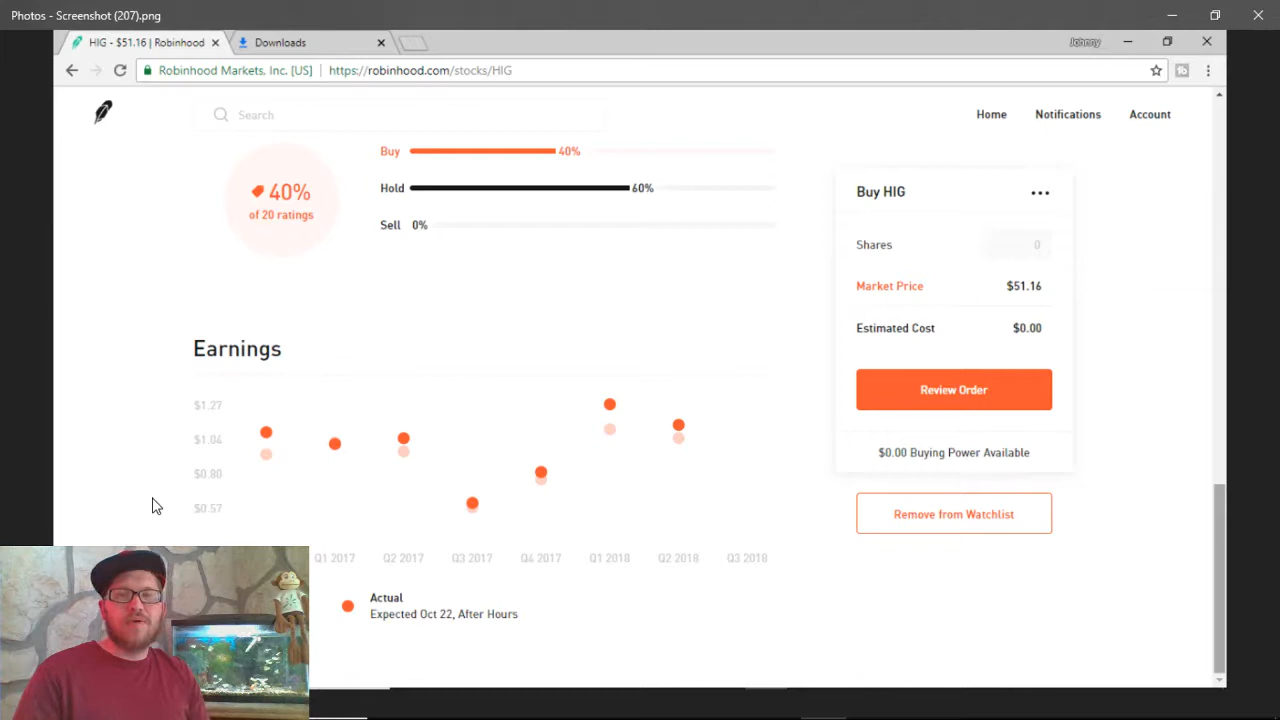 Photos - Screenshot (207).png
HIG - $51.16 | Robinhood
Downloads
Johnny
Robinhood Markets, Inc. [US]
https://robinhood.com/stocks/HIG
Search
Home
Notifications
Account
40%
of 20 ratings
Buy 40%
Hold 60%
Sell 0%
Buy HIG
Shares 0
Market Price $51.16
Estimated Cost $0.00
Review Order
$0.00 Buying Power Available
Remove from Watchlist
Earnings
$1.27
$1.04
$0.80
$0.57
Q1 2017 Q2 2017 Q3 2017 Q4 2017 Q1 2018 Q2 2018 Q3 2018
Actual
Expected Oct 22, After Hours